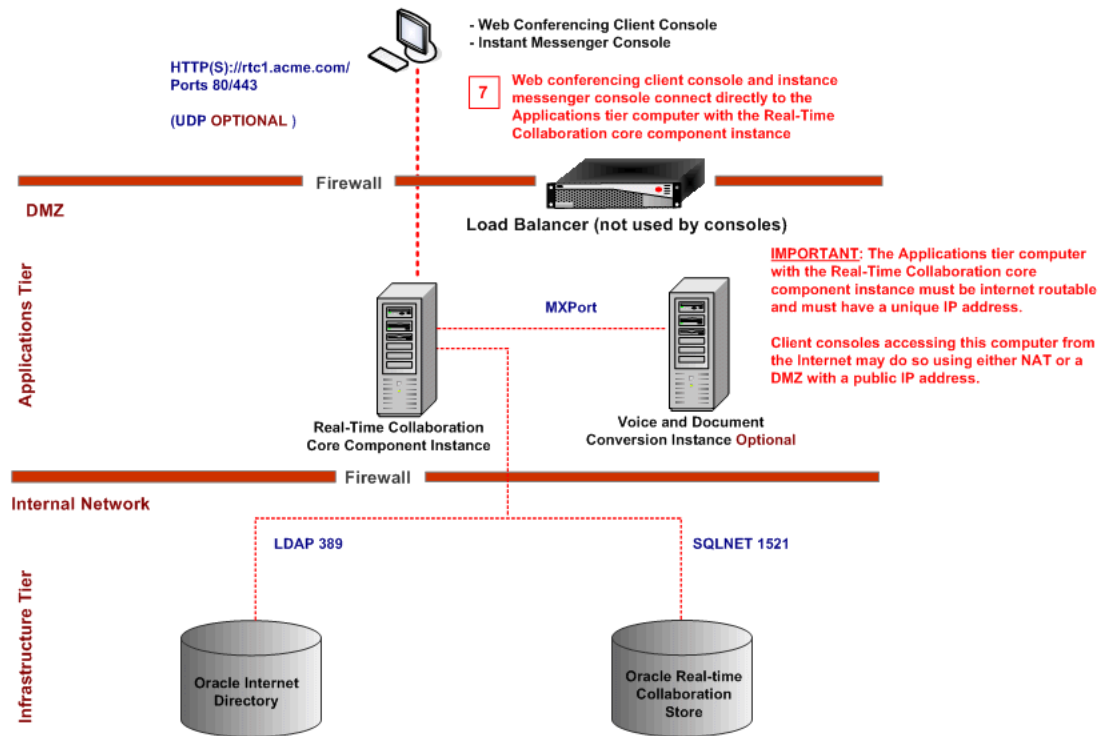 - Web Conferencing Client Console
- Instant Messenger Console
HTTP(S)://rtc1.acme.com/
Ports 80/443
(UDP OPTIONAL )
7
Web conferencing client console and instance
messenger console connect directly to the
Applications tier computer with the Real-Time
Collaboration core component instance
Firewall
DMZ
Load Balancer (not used by consoles)
Applications Tier
IMPORTANT: The Applications tier computer
with the Real-Time Collaboration core
component instance must be internet routable
and must have a unique IP address.
Client consoles accessing this computer from
the Internet may do so using either NAT or a
DMZ with a public IP address.
MXPort
Real-Time Collaboration
Core Component Instance
Voice and Document
Conversion Instance Optional
Firewall
Internal Network
Infrastructure Tier
LDAP 389
SQLNET 1521
Oracle Internet
Directory
Oracle Real-time
Collaboration
Store